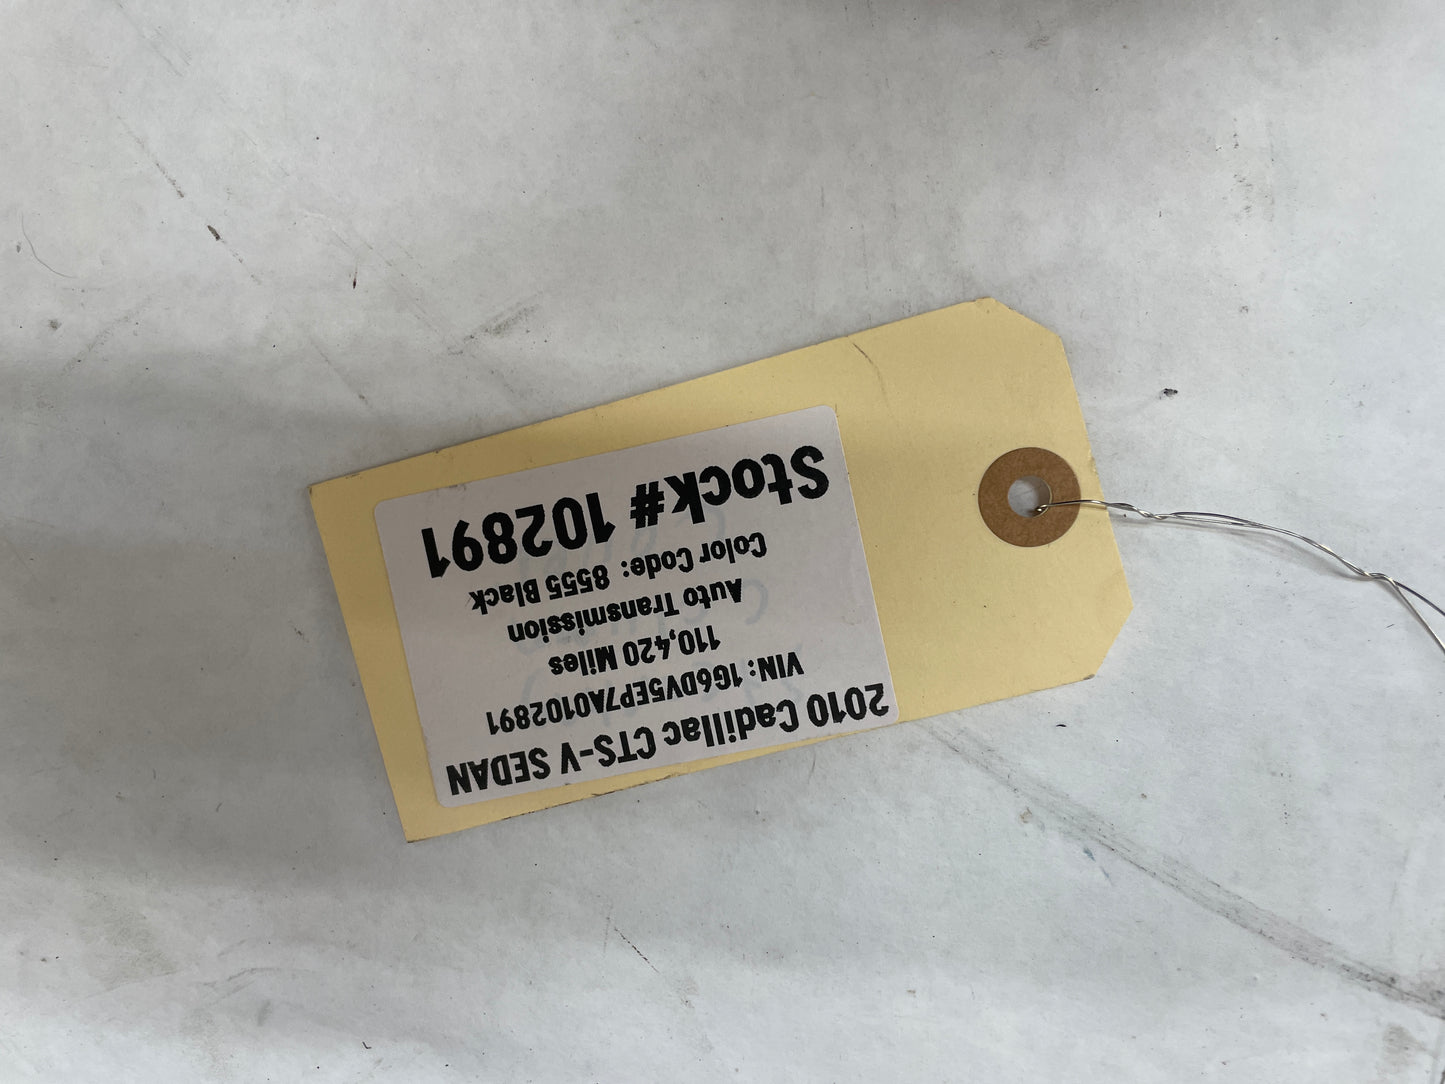 2010 Cadillac CTS-V SEDAN
VIN: 1G6DV5EP7A0102891
110,420 Miles
Auto Transmission
Color Code: 8555 Black
Stock# 102891